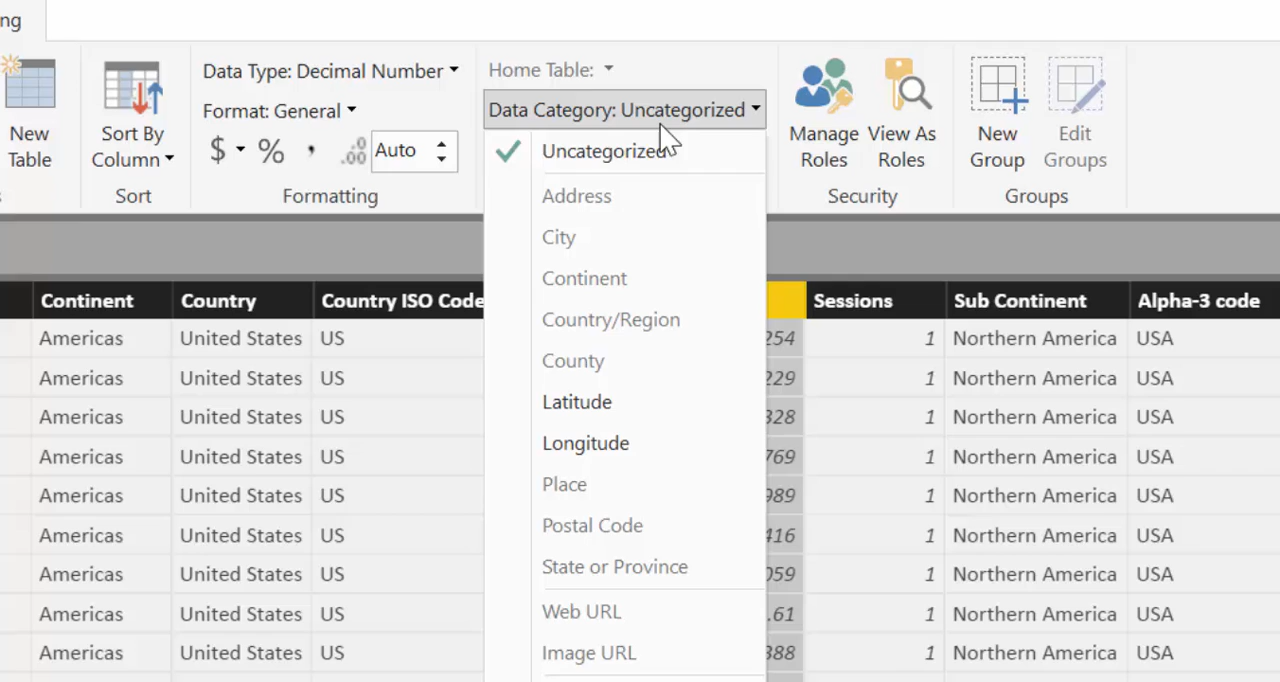 ng
New
Table
Sort By
Column
Sort
Data Type: Decimal Number
Format: General
$ % , .00 Auto
Formatting
Home Table:
Data Category: Uncategorized
Uncategorized
Address
City
Continent
Country/Region
County
Latitude
Longitude
Place
Postal Code
State or Province
Web URL
Image URL
Manage
Roles
View As
Roles
Security
New
Group
Edit
Groups
Groups
Continent Country Country ISO Code Sessions Sub Continent Alpha-3 code
Americas United States US 254 1 Northern America USA
Americas United States US 229 1 Northern America USA
Americas United States US 328 1 Northern America USA
Americas United States US 769 1 Northern America USA
Americas United States US 989 1 Northern America USA
Americas United States US 416 1 Northern America USA
Americas United States US 059 1 Northern America USA
Americas United States US .61 1 Northern America USA
Americas United States US 388 1 Northern America USA